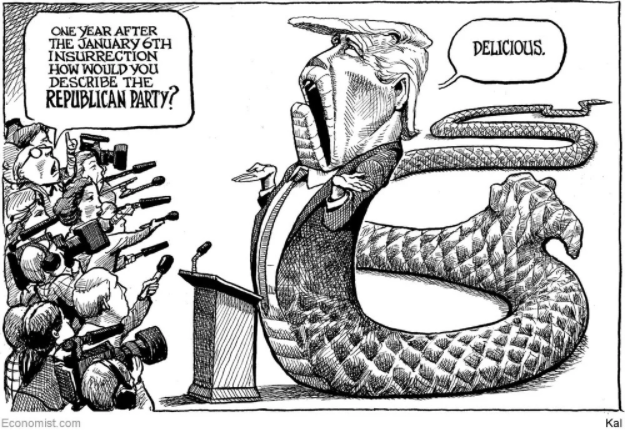 ONE YEAR AFTER
THE JANUARY 6TH
INSURRECTION
HOW WOULD YOU
DESCRIBE THE
REPUBLICAN PARTY?
DELICIOUS.
Economist.com
Kal